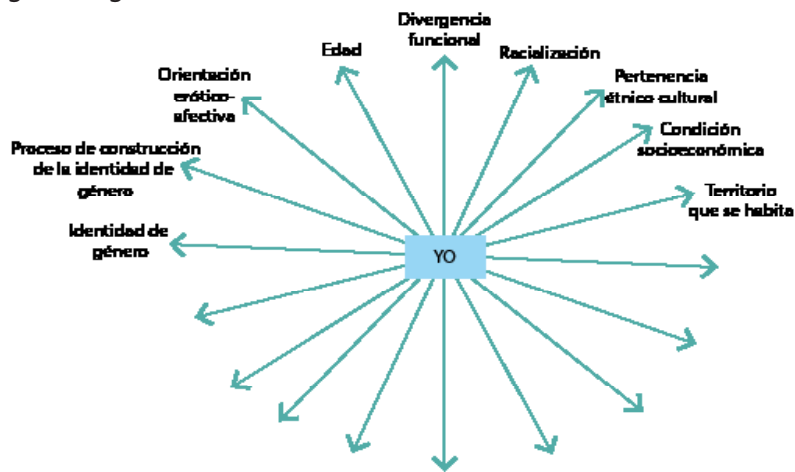 Divergencia
funcional
Edad
Racialización
Orientación
erótico-
afectiva
Pertenencia
étnico-cultural
Proceso de construcción
de la identidad de
género
Condición
socioeconómica
Territorio
que se habita
Identidad de
género
YO